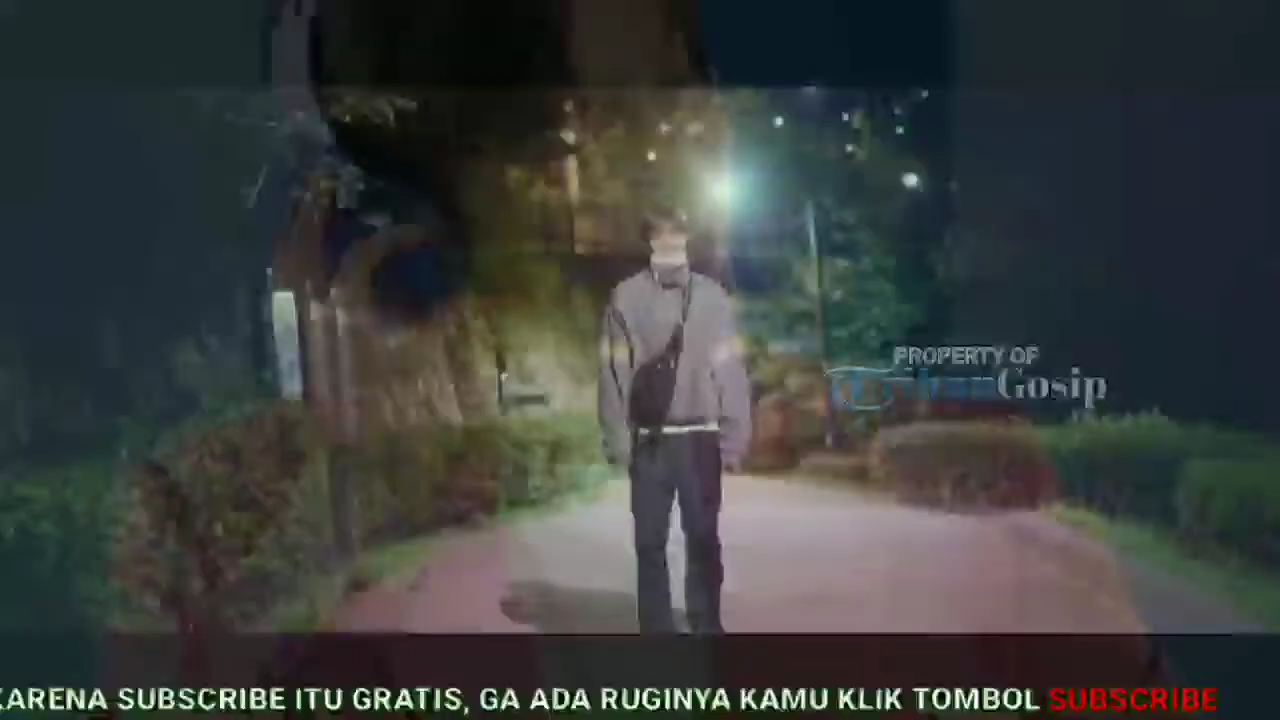 PROPERTY OF
Gosip
KARENA SUBSCRIBE ITU GRATIS, GA ADA RUGINYA KAMU KLIK TOMBOL SUBSCRIBE